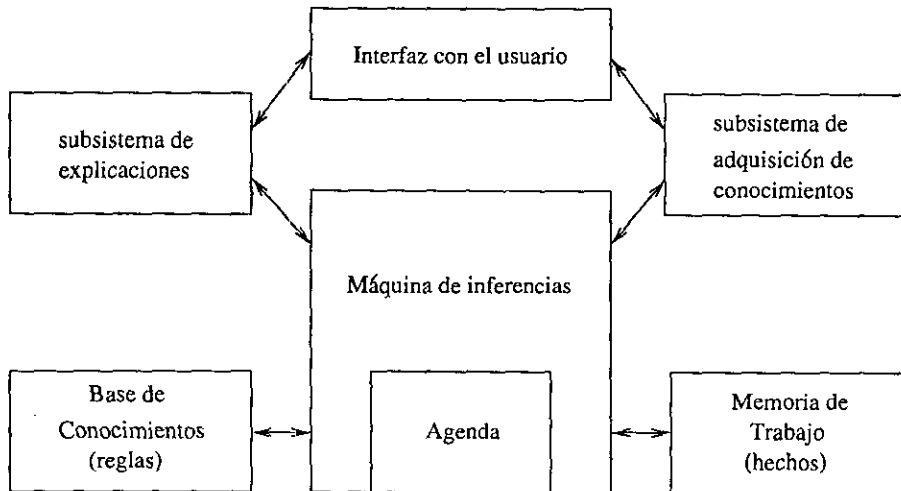 Interfaz con el usuario
subsistema de
explicaciones
subsistema de
adquisición de
conocimientos
Máquina de inferencias
Base de
Conocimientos
(reglas)
Agenda
Memoria de
Trabajo
(hechos)